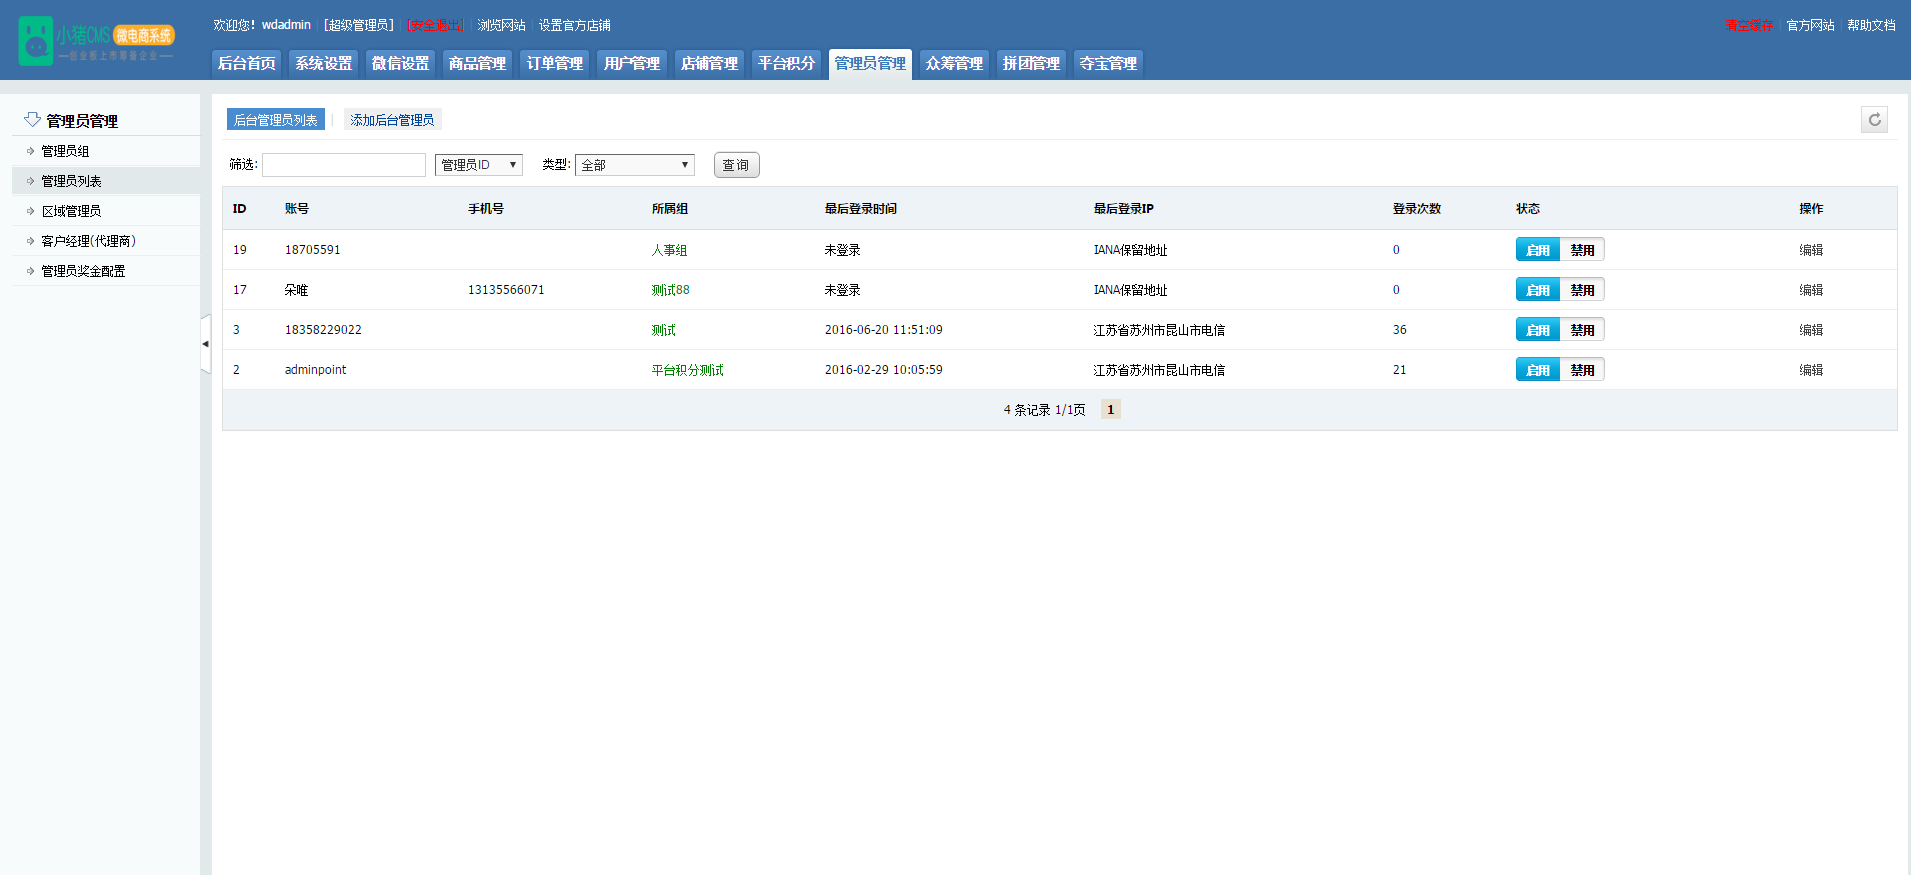 小猪CMS 微电商系统
欢迎您! wdadmin [超级管理员] [安全退出] 浏览网站 设置官方店铺
清空缓存 官方网站 帮助文档
后台首页 系统设置 微信设置 商品管理 订单管理 用户管理 店铺管理 平台积分 管理员管理 众筹管理 拼团管理 夺宝管理
管理员管理
管理员组
管理员列表
区域管理员
客户经理(代理商)
管理员奖金配置
后台管理员列表 添加后台管理员
筛选: 管理员ID 类型: 全部 查询
ID 账号 手机号 所属组 最后登录时间 最后登录IP 登录次数 状态 操作
19 18705591 人事组 未登录 IANA保留地址 0 启用 禁用 编辑
17 朵唯 13135566071 测试88 未登录 IANA保留地址 0 启用 禁用 编辑
3 18358229022 测试 2016-06-20 11:51:09 江苏省苏州市昆山市电信 36 启用 禁用 编辑
2 adminpoint 平台积分测试 2016-02-29 10:05:59 江苏省苏州市昆山市电信 21 启用 禁用 编辑
4 条记录 1/1页 1